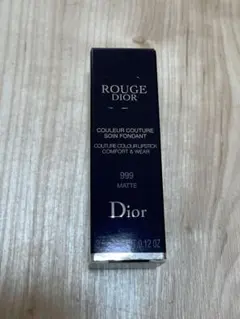 ROUGE
DIOR
COULEUR COUTURE
SOIN FONDANT
COUTURE COLOUR LIPSTICK
COMFORT & WEAR
999
MATTE
Dior
0.12 OZ